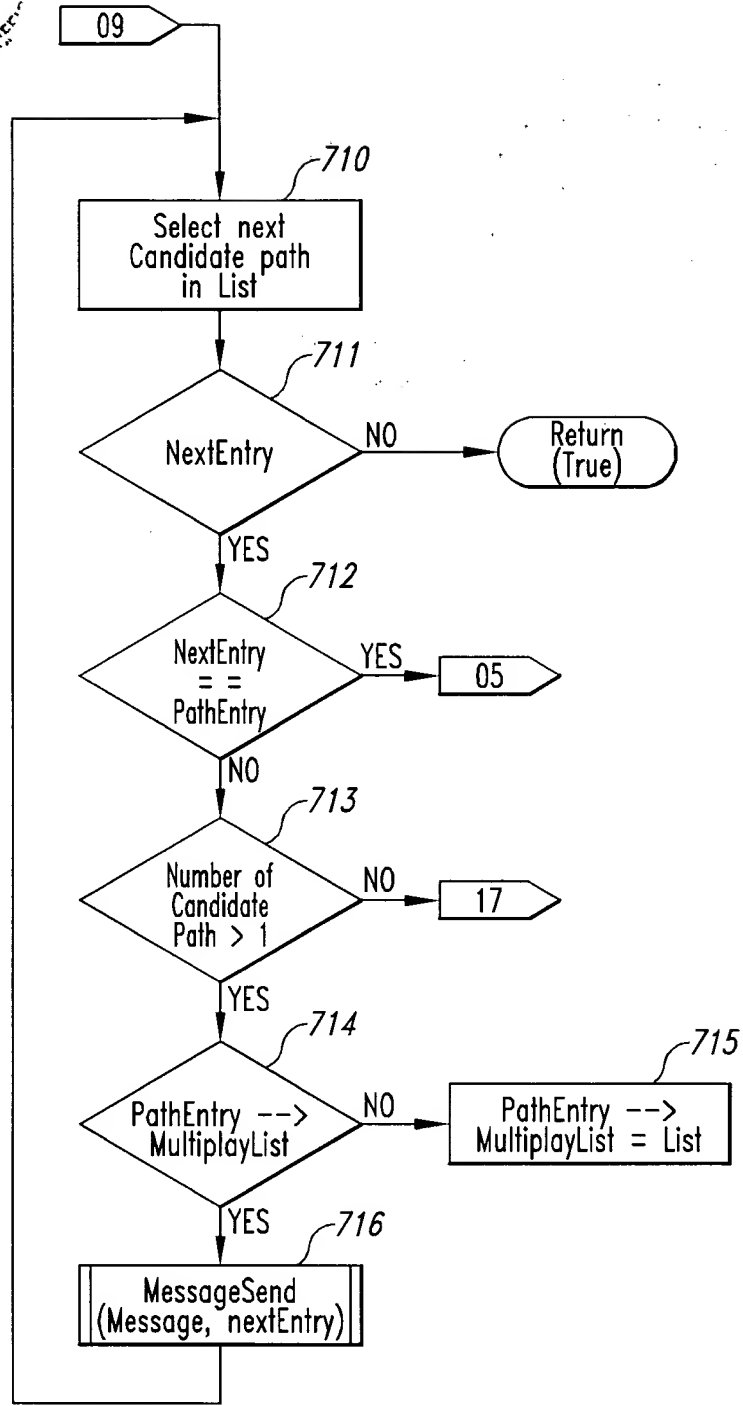 09
710
Select next
Candidate path
in List
711
NextEntry
NO
Return
(True)
YES
712
NextEntry
= =
PathEntry
YES
05
NO
713
Number of
Candidate
Path > 1
NO
17
YES
714
PathEntry -->
MultiplayList
NO
715
PathEntry -->
MultiplayList = List
YES
716
MessageSend
(Message, nextEntry)